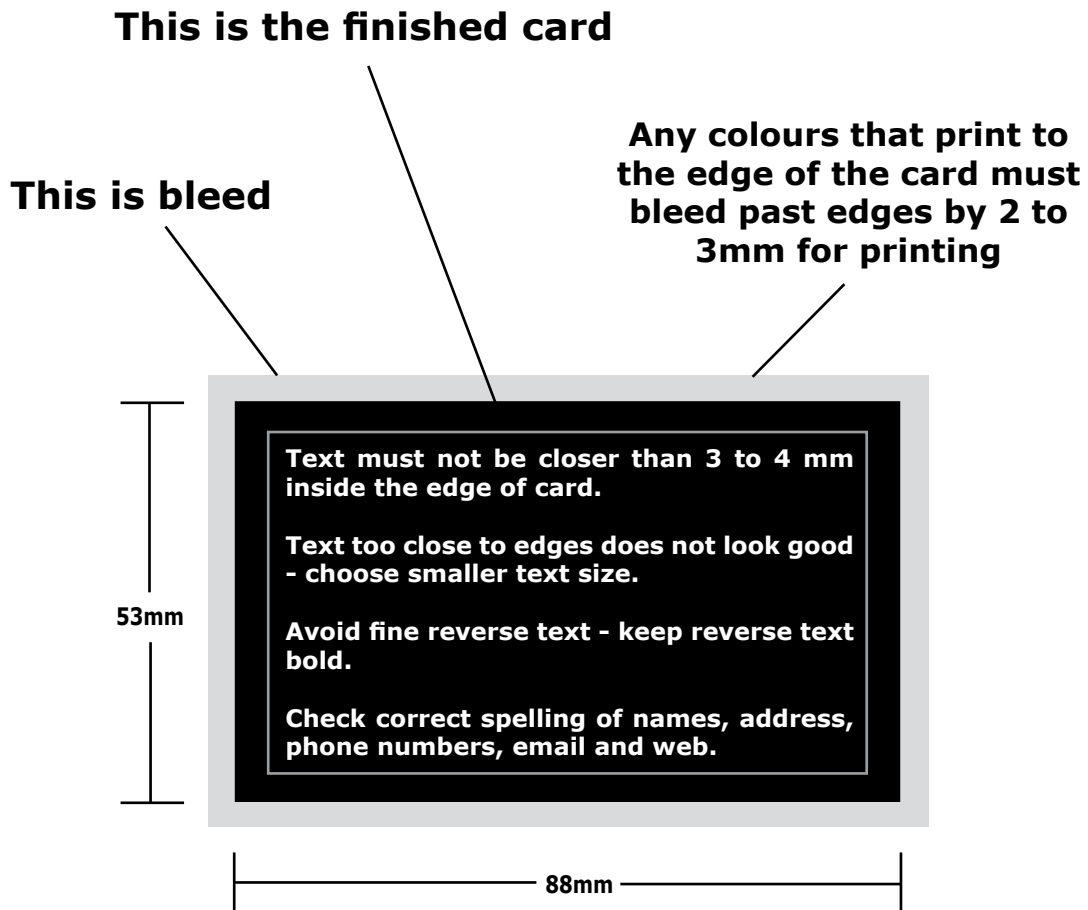 This is the finished card
Any colours that print to
the edge of the card must
bleed past edges by 2 to
3mm for printing
This is bleed
Text must not be closer than 3 to 4 mm
inside the edge of card.
Text too close to edges does not look good
- choose smaller text size.
Avoid fine reverse text - keep reverse text
bold.
Check correct spelling of names, address,
phone numbers, email and web.
53mm
88mm